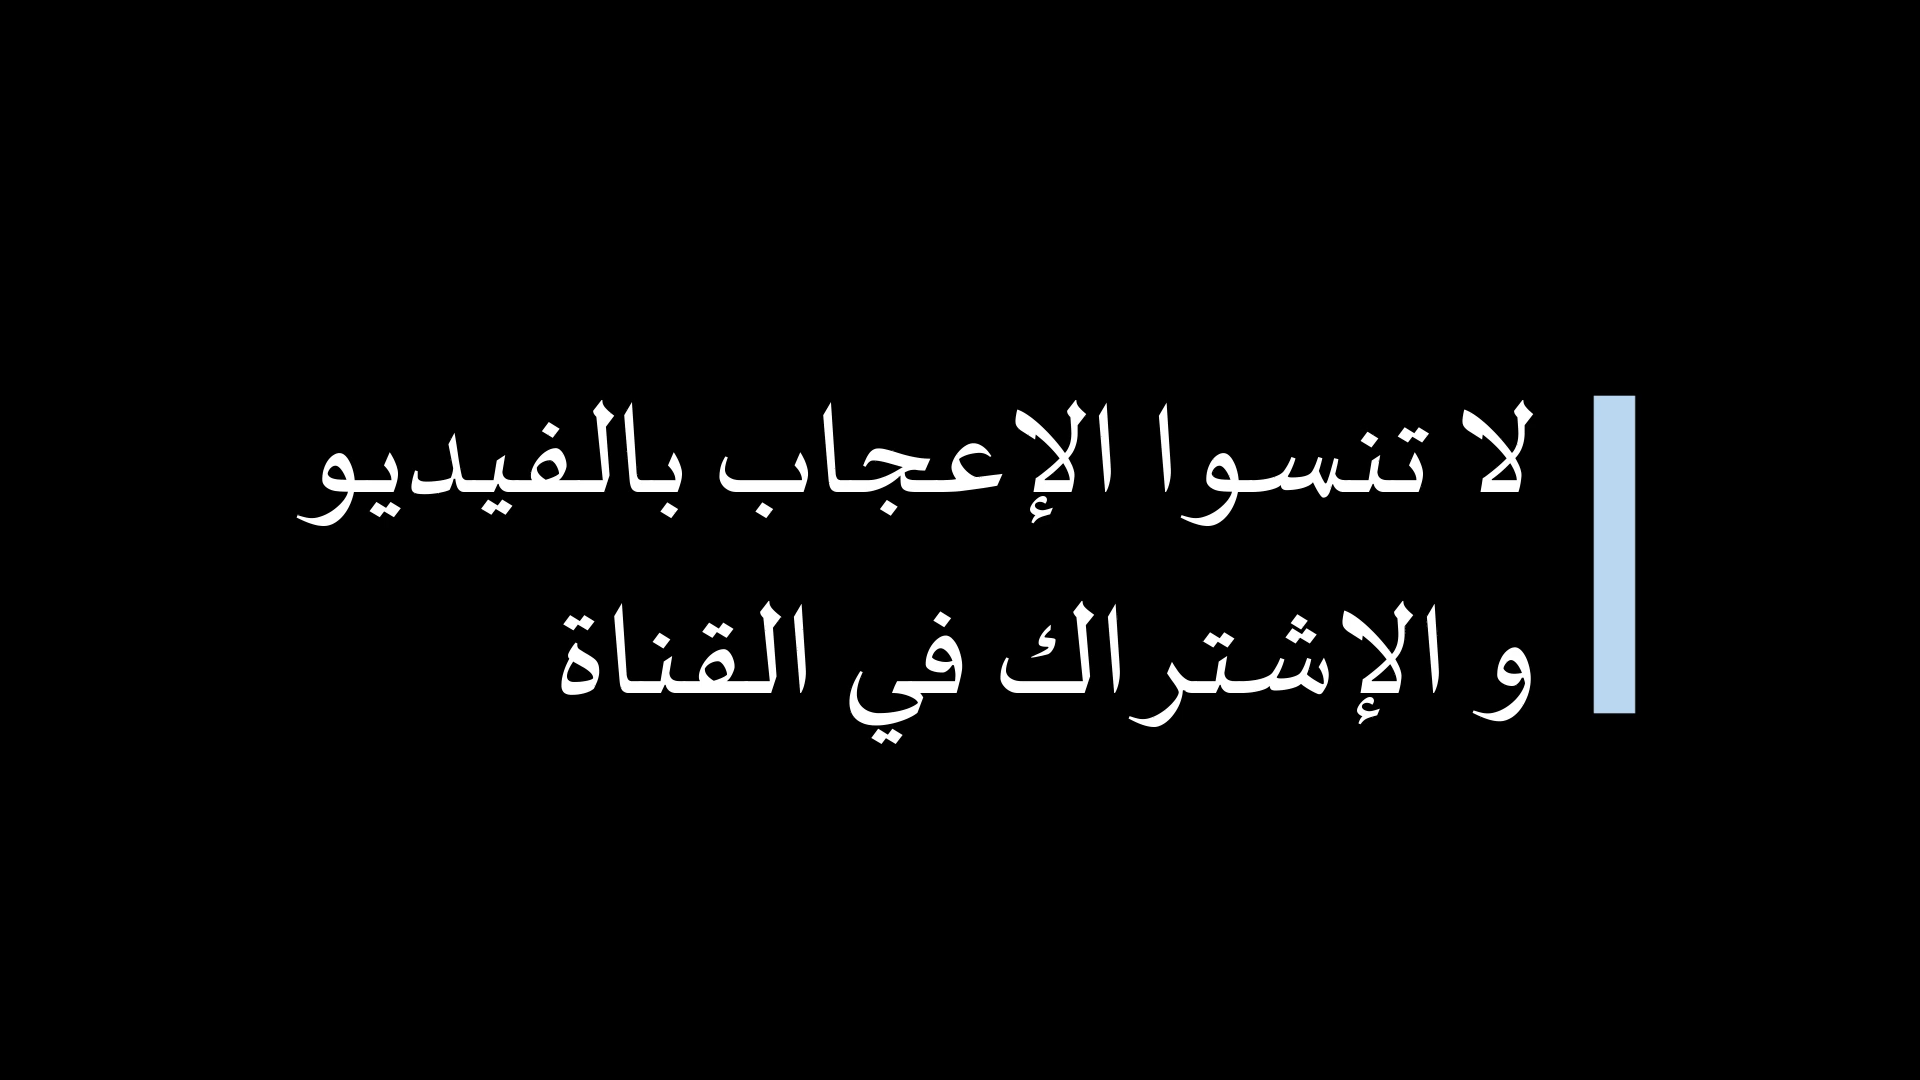 لا تنسوا الإعجاب بالفيديو
و الإشتراك في القناة